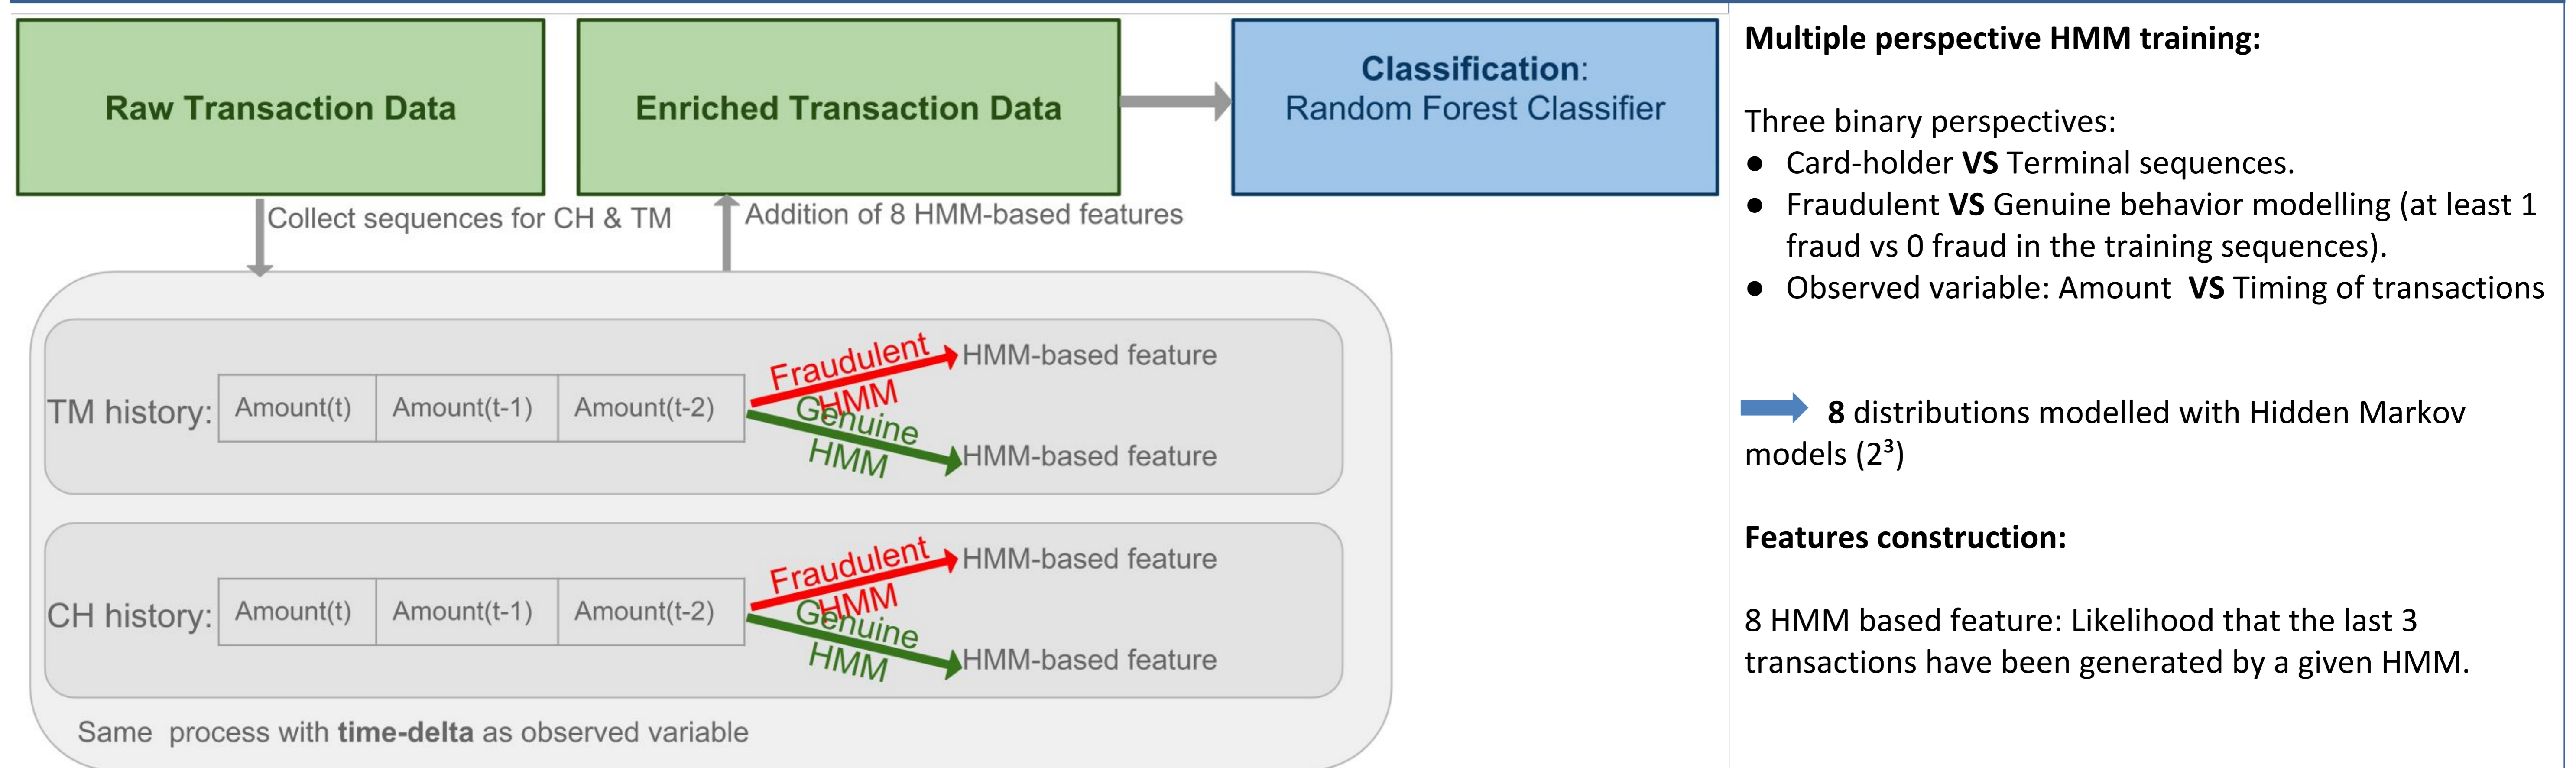 Raw Transaction Data
Enriched Transaction Data
Classification:
Random Forest Classifier
Collect sequences for CH & TM
Addition of 8 HMM-based features
TM history:
Amount(t)
Amount(t-1)
Amount(t-2)
Fraudulent
HMM
Genuine
HMM
HMM-based feature
HMM-based feature
CH history:
Amount(t)
Amount(t-1)
Amount(t-2)
Fraudulent
HMM
Genuine
HMM
HMM-based feature
HMM-based feature
Same process with time-delta as observed variable
Multiple perspective HMM training:
Three binary perspectives:
● Card-holder VS Terminal sequences.
● Fraudulent VS Genuine behavior modelling (at least 1
fraud vs 0 fraud in the training sequences).
● Observed variable: Amount VS Timing of transactions
8 distributions modelled with Hidden Markov
models (2³)
Features construction:
8 HMM based feature: Likelihood that the last 3
transactions have been generated by a given HMM.